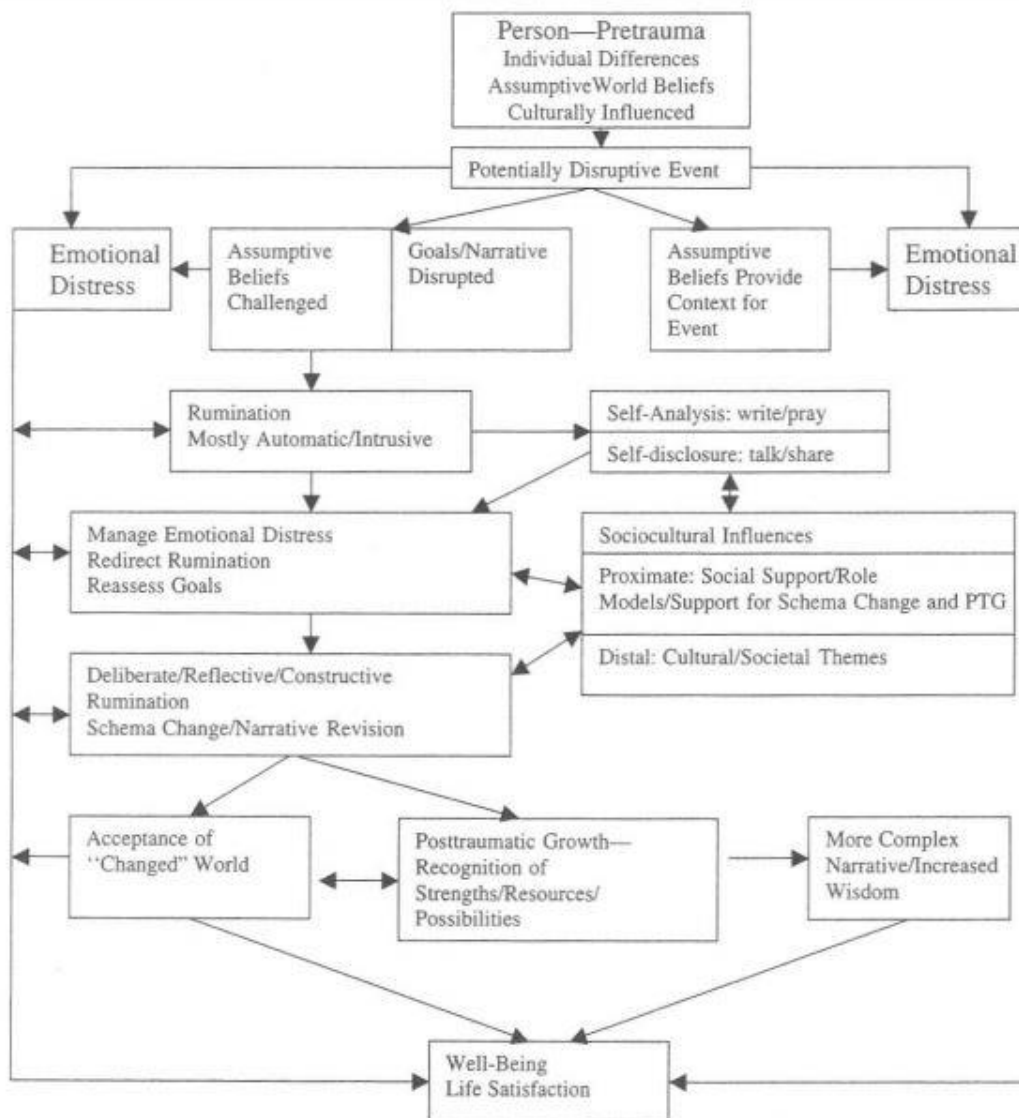 Person—Pretrauma
Individual Differences
AssumptiveWorld Beliefs
Culturally Influenced
Potentially Disruptive Event
Emotional
Distress
Assumptive
Beliefs
Challenged
Goals/Narrative
Disrupted
Assumptive
Beliefs Provide
Context for
Event
Emotional
Distress
Rumination
Mostly Automatic/Intrusive
Self-Analysis: write/pray
Self-disclosure: talk/share
Manage Emotional Distress
Redirect Rumination
Reassess Goals
Sociocultural Influences
Proximate: Social Support/Role
Models/Support for Schema Change and PTG
Distal: Cultural/Societal Themes
Deliberate/Reflective/Constructive
Rumination
Schema Change/Narrative Revision
Acceptance of
‘‘Changed” World
Posttraumatic Growth—
Recognition of
Strengths/Resources/
Possibilities
More Complex
Narrative/Increased
Wisdom
Well-Being
Life Satisfaction